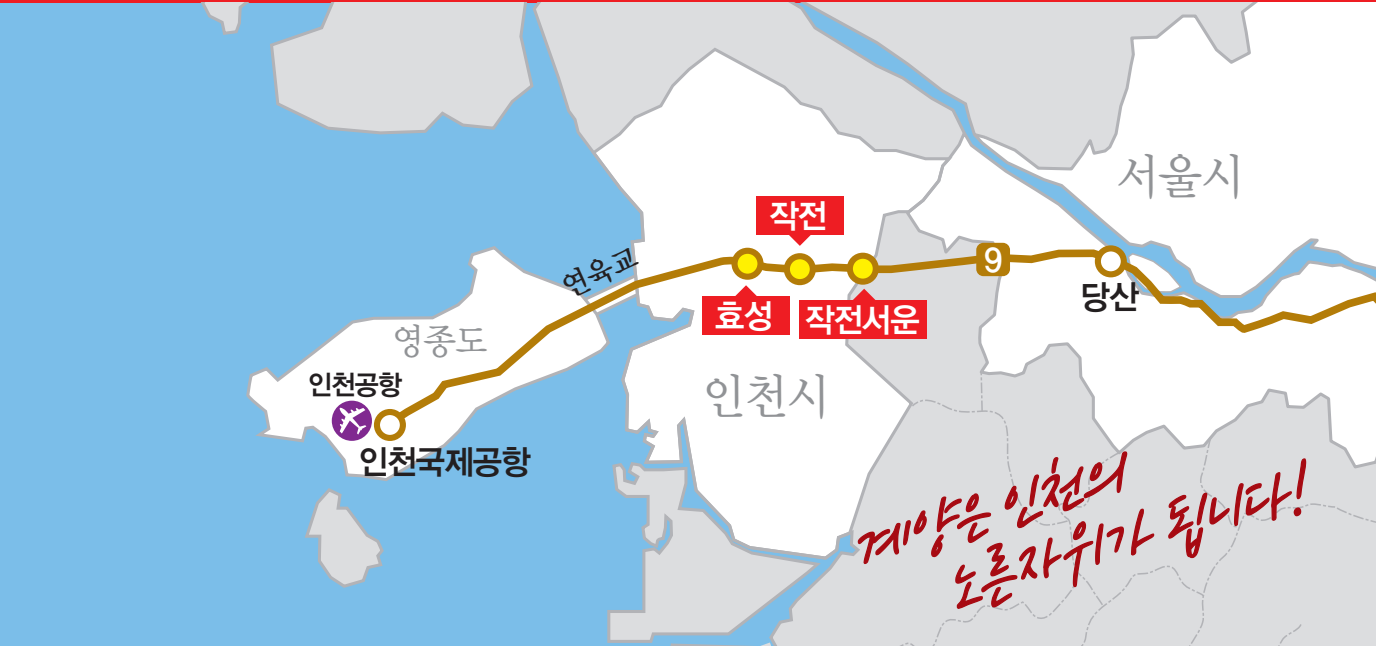 서울시
작전
연육교
9
효성
작전서운
당산
영종도
인천공항
인천시
인천국제공항
계양은 인천의
노른자위가 됩니다!